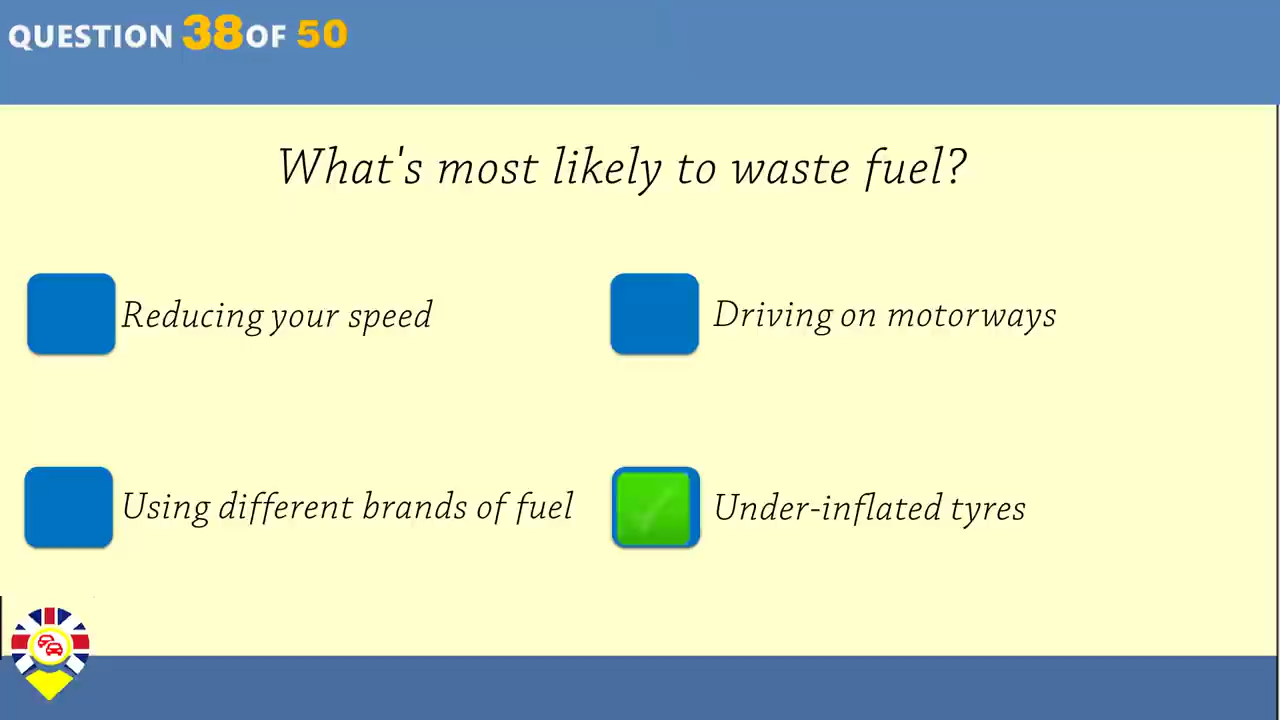 QUESTION 38 OF 50
What's most likely to waste fuel?
Reducing your speed
Driving on motorways
Using different brands of fuel
Under-inflated tyres